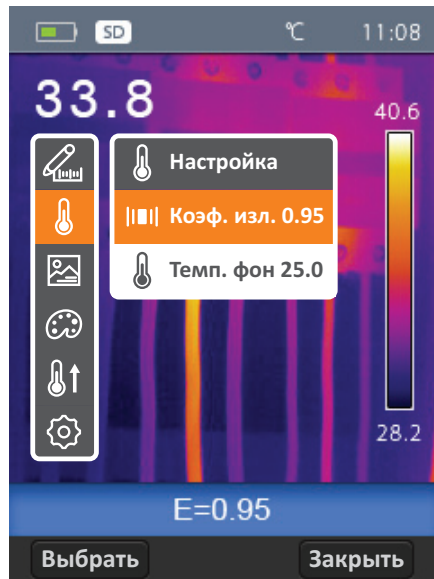 SD ℃ 11:08
33.8
40.6
Настройка
Коэф. изл. 0.95
Темп. фон 25.0
28.2
E=0.95
Выбрать Закрыть